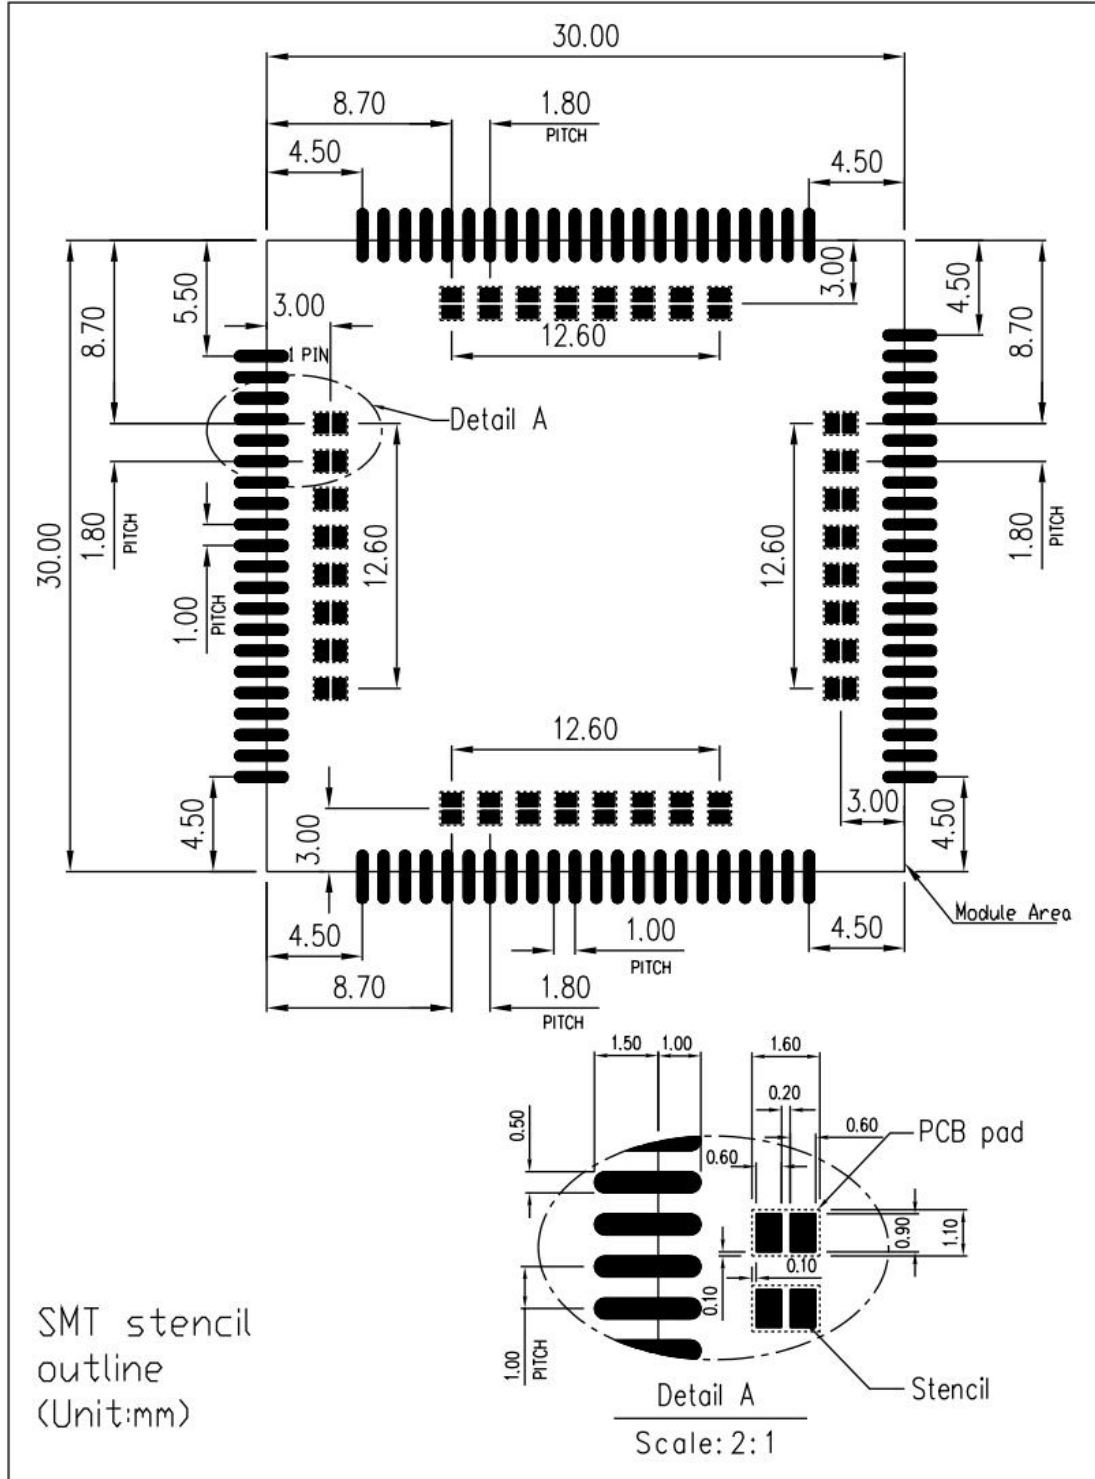 30.00
8.70
1.80
PITCH
4.50
4.50
5.50
3.00
3.00
4.50
8.70
8.70
12.60
1 PIN
Detail A
30.00
1.80
PITCH
12.60
12.60
1.80
PITCH
1.00
PITCH
12.60
4.50
3.00
3.00
4.50
Module Area
4.50
1.00
PITCH
4.50
8.70
1.80
PITCH
1.50
1.00
1.60
0.20
0.50
0.60
PCB pad
0.60
0.90
1.10
0.10
0.10
1.00
PITCH
SMT stencil
outline
(Unit:mm)
Stencil
Detail A
Scale: 2:1